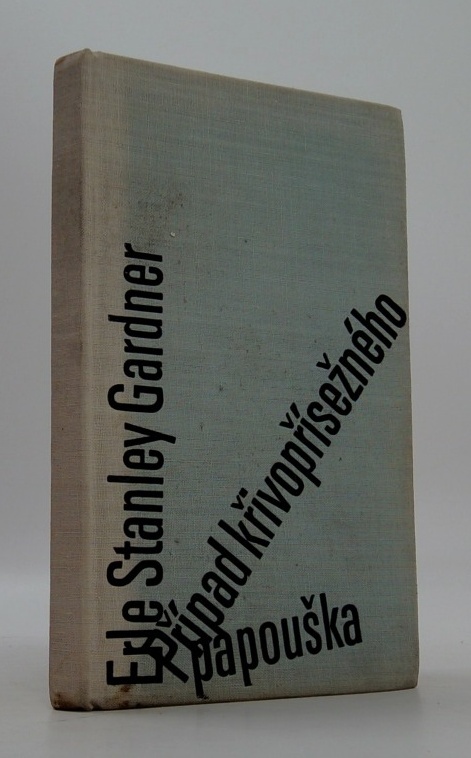 Erle Stanley Gardner
Případ křivopřísežného
papouška